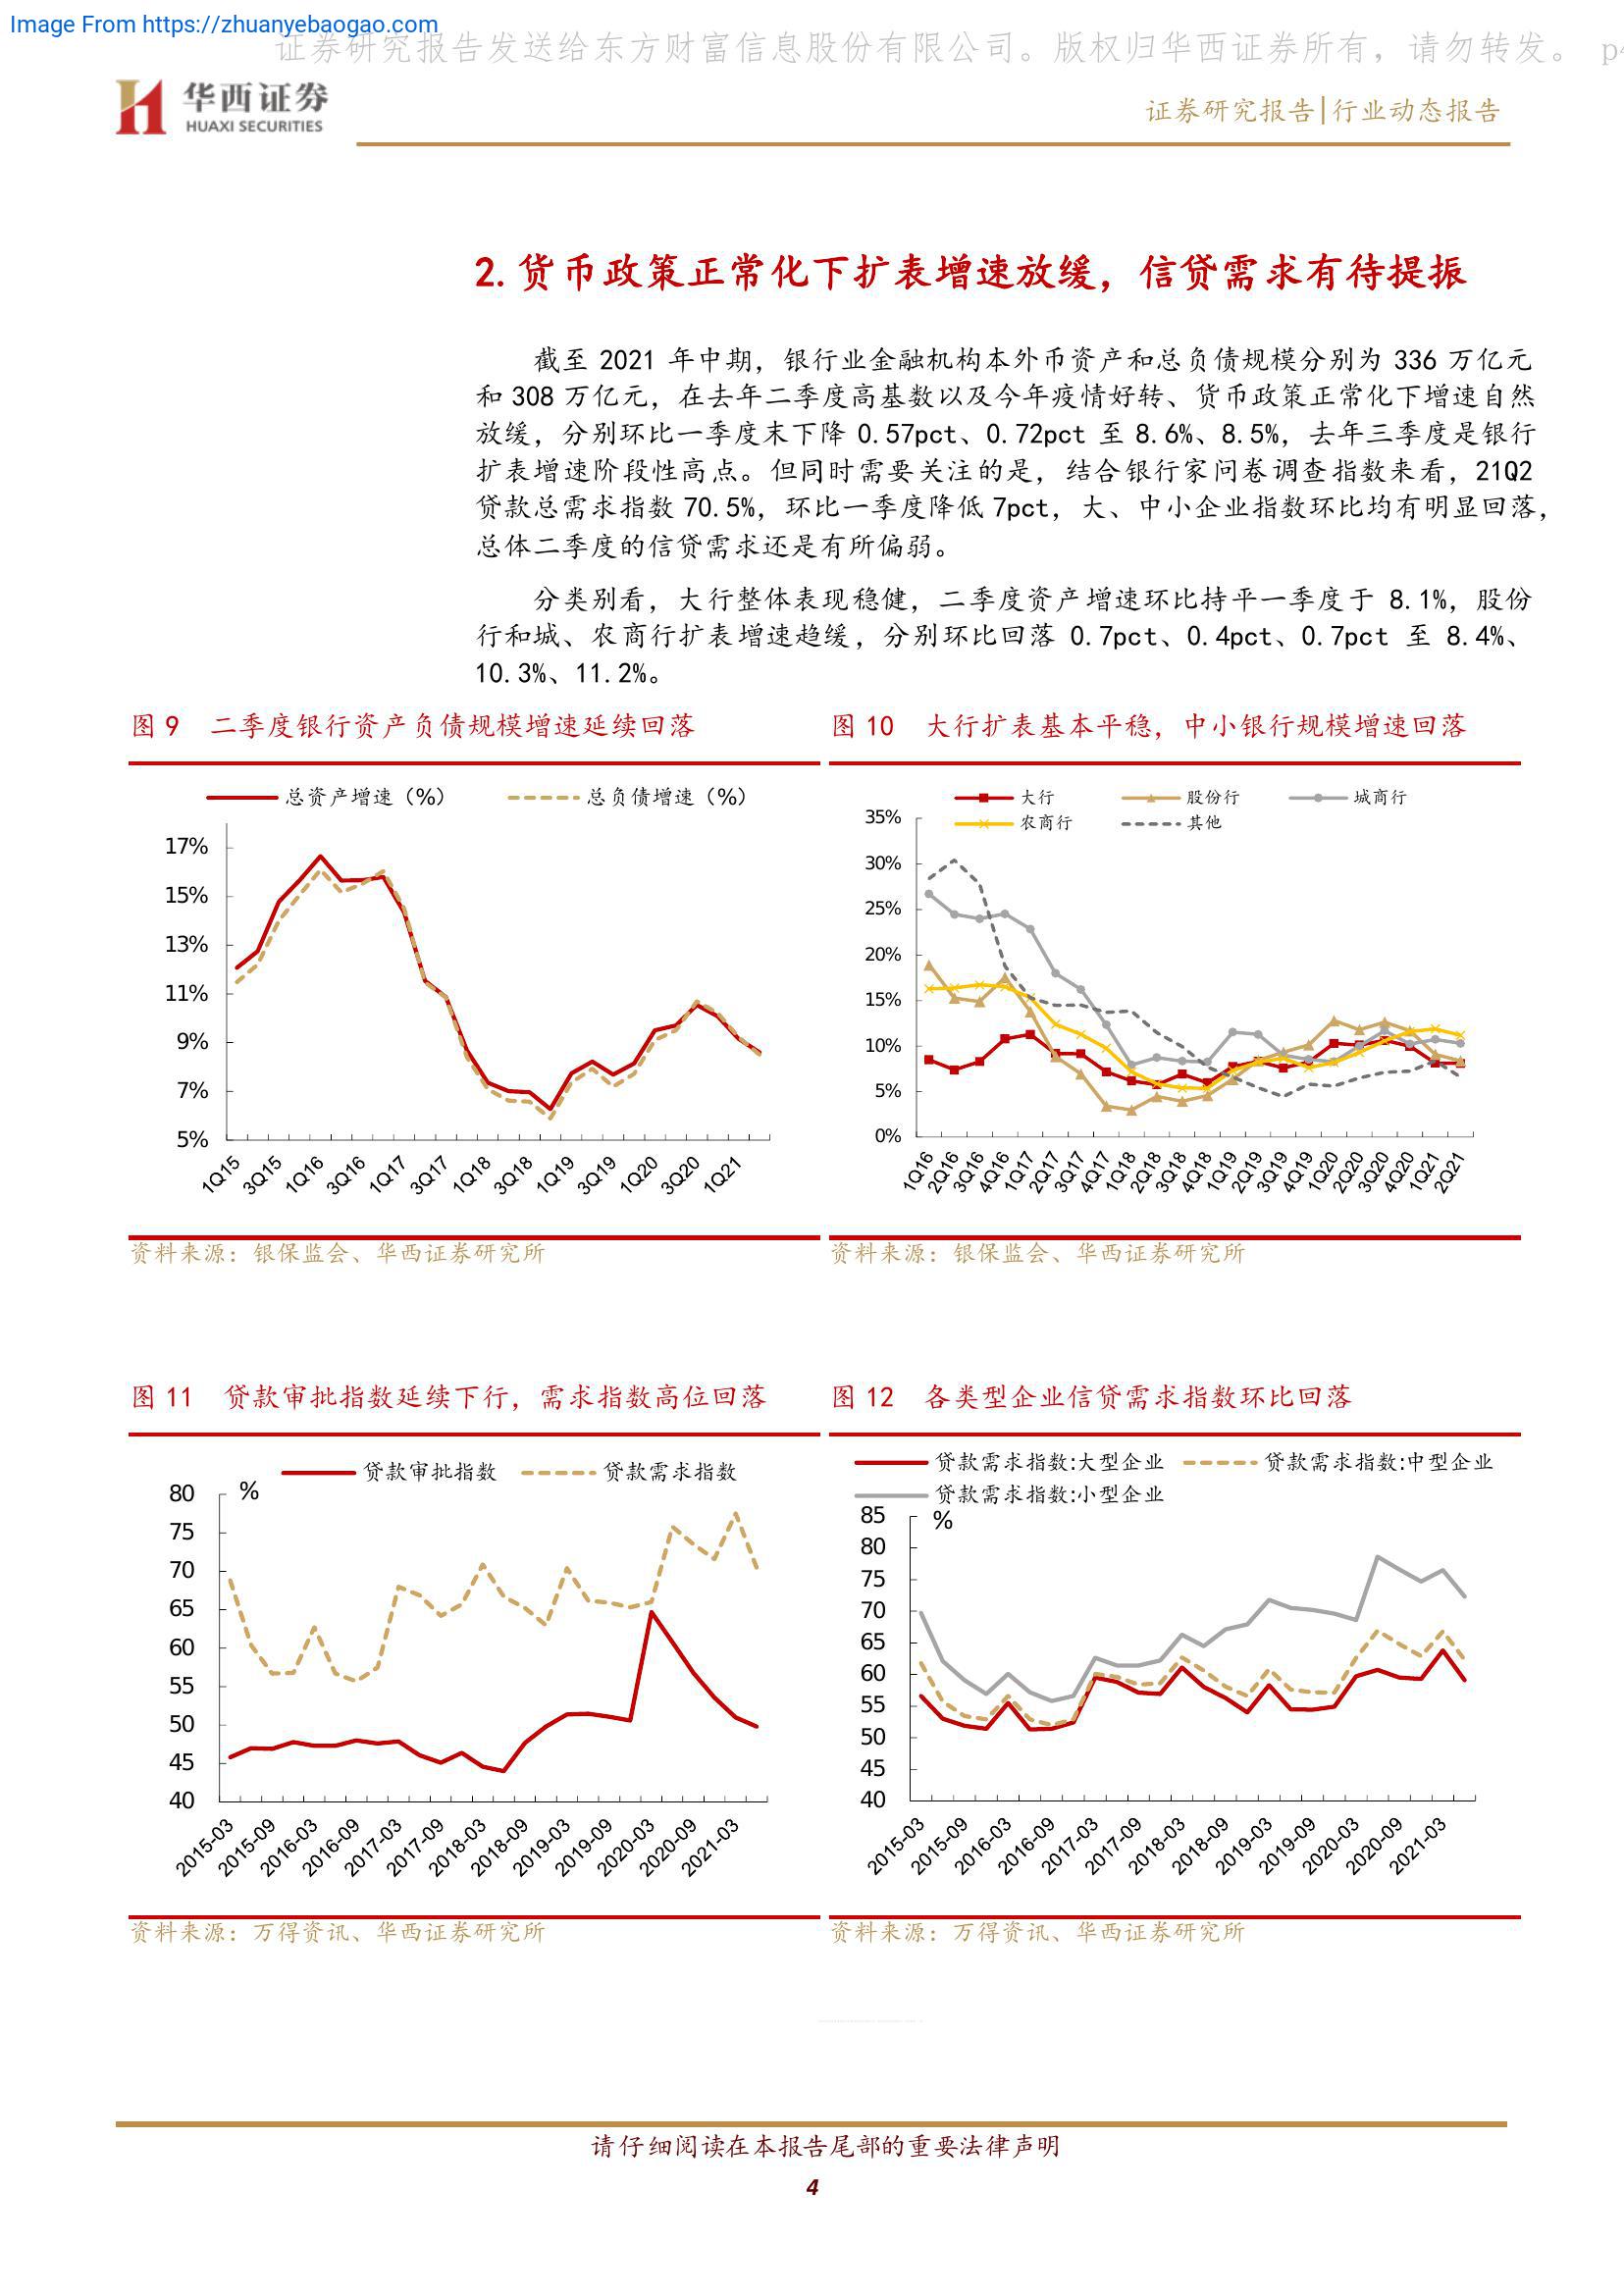 Image From https://zhuanyebaogao.com
证券研究报告发送给东方财富信息股份有限公司。版权归华西证券所有，请勿转发。 p4
华西证券
HUAXI SECURITIES
证券研究报告|行业动态报告
2. 货币政策正常化下扩表增速放缓，信贷需求有待提振
截至 2021 年中期，银行业金融机构本外币资产和总负债规模分别为 336 万亿元
和 308 万亿元，在去年二季度高基数以及今年疫情好转、货币政策正常化下增速自然
放缓，分别环比一季度末下降 0.57pct、0.72pct 至 8.6%、8.5%，去年三季度是银行
扩表增速阶段性高点。但同时需要关注的是，结合银行家问卷调查指数来看，21Q2
贷款总需求指数 70.5%，环比一季度降低 7pct，大、中小企业指数环比均有明显回落，
总体二季度的信贷需求还是有所偏弱。
分类别看，大行整体表现稳健，二季度资产增速环比持平一季度于 8.1%，股份
行和城、农商行扩表增速趋缓，分别环比回落 0.7pct、0.4pct、0.7pct 至 8.4%、
10.3%、11.2%。
图 9 二季度银行资产负债规模增速延续回落
总资产增速（%） 总负债增速（%）
17%
15%
13%
11%
9%
7%
5%
1Q15 3Q15 1Q16 3Q16 1Q17 3Q17 1Q18 3Q18 1Q19 3Q19 1Q20 3Q20 1Q21
资料来源：银保监会、华西证券研究所
图 10 大行扩表基本平稳，中小银行规模增速回落
大行 股份行 城商行
农商行 其他
35%
30%
25%
20%
15%
10%
5%
0%
1Q16 2Q16 3Q16 4Q16 1Q17 2Q17 3Q17 4Q17 1Q18 2Q18 3Q18 4Q18 1Q19 2Q19 3Q19 4Q19 1Q20 2Q20 3Q20 4Q20 1Q21 2Q21
资料来源：银保监会、华西证券研究所
图 11 贷款审批指数延续下行，需求指数高位回落
贷款审批指数 贷款需求指数
%
80
75
70
65
60
55
50
45
40
2015-03 2015-09 2016-03 2016-09 2017-03 2017-09 2018-03 2018-09 2019-03 2019-09 2020-03 2020-09 2021-03
资料来源：万得资讯、华西证券研究所
图 12 各类型企业信贷需求指数环比回落
贷款需求指数:大型企业 贷款需求指数:中型企业
贷款需求指数:小型企业
%
85
80
75
70
65
60
55
50
45
40
2015-03 2015-09 2016-03 2016-09 2017-03 2017-09 2018-03 2018-09 2019-03 2019-09 2020-03 2020-09 2021-03
资料来源：万得资讯、华西证券研究所
请仔细阅读在本报告尾部的重要法律声明
4